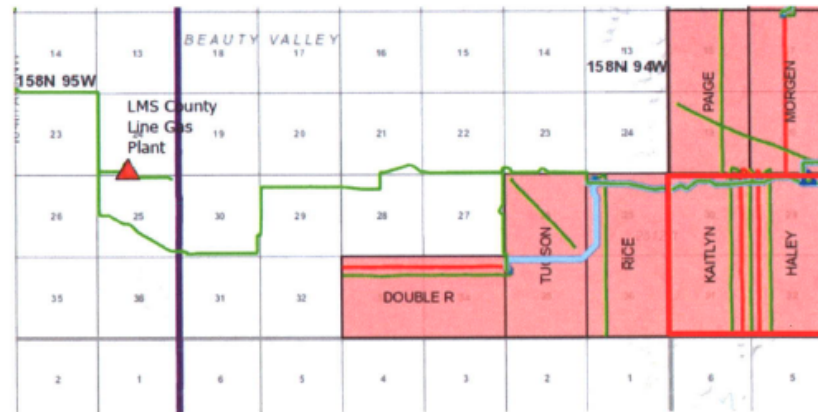 BEAUTY VALLEY
14
13
18
17
16
15
14
13
158N 95W
158N 94W
PAIGE
MORGEN
LMS County
Line Gas
Plant
23
24
19
20
21
22
23
24
26
25
30
29
28
27
TUCSON
RICE
KAITLYN
HALEY
35
36
31
32
DOUBLE R
2
1
6
5
4
3
2
1
6
5